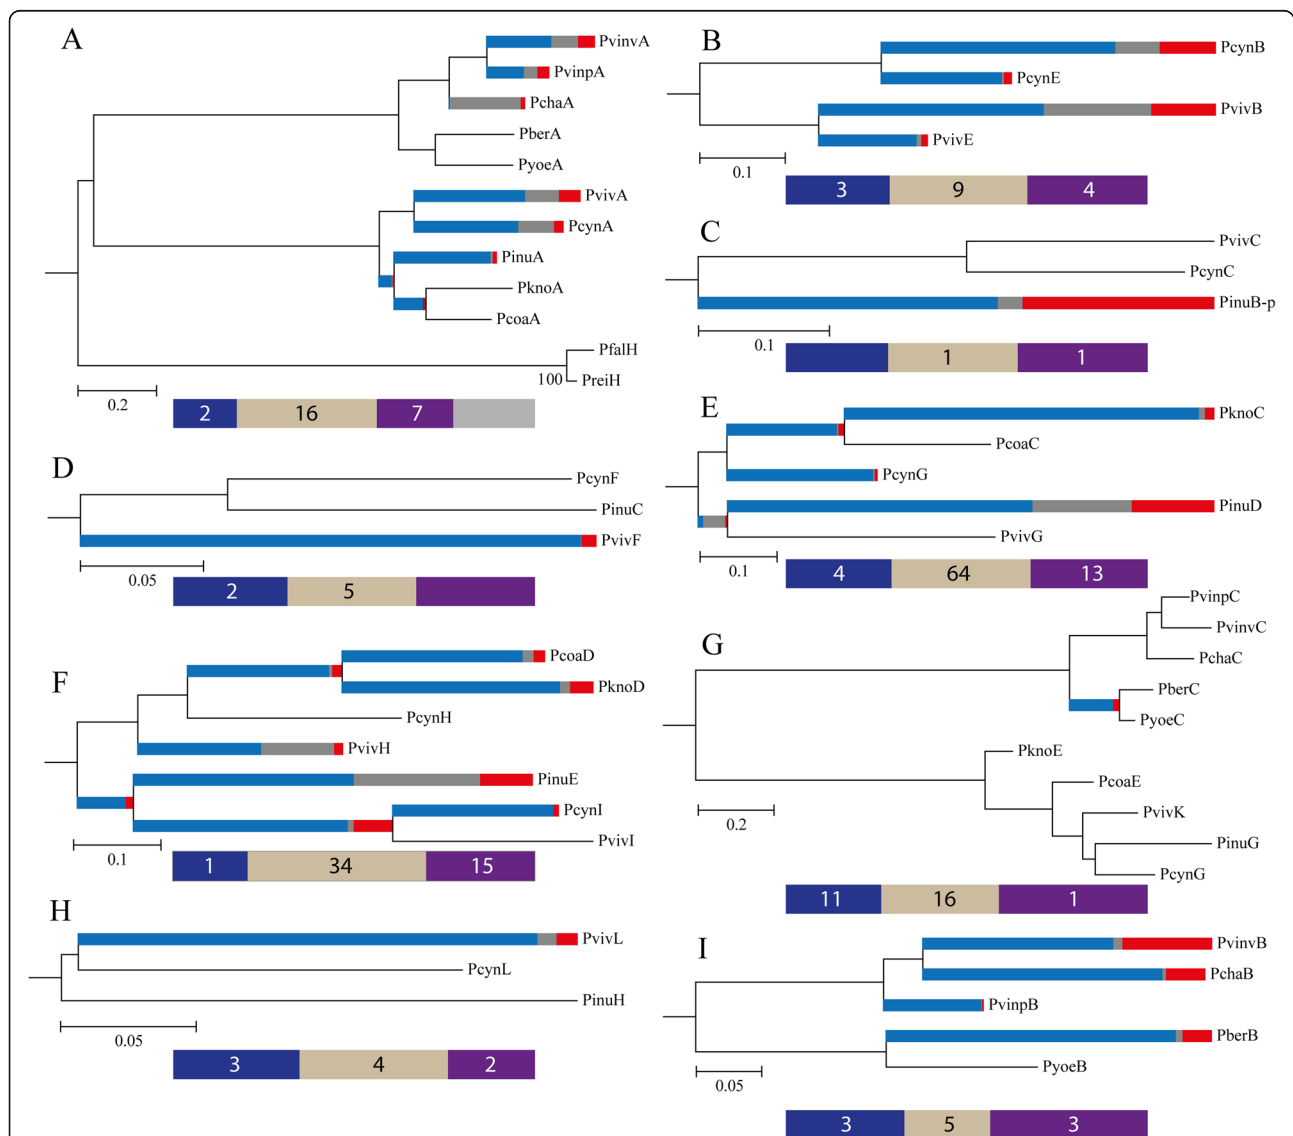 A
PvinvA
PvinpA
PchaA
PberA
PyoeA
PvivA
PcynA
PinuA
PknoA
PcoaA
PfalH
100
PreiH
0.2
2 16 7
B
PcynB
PcynE
PvivB
PvivE
0.1
3 9 4
C
PvivC
PcynC
PinuB-p
0.1
1 1
D
PcynF
PinuC
PvivF
0.05
2 5
E
PknoC
PcoaC
PcynG
PinuD
PvivG
0.1
4 64 13
F
PcoaD
PknoD
PcynH
PvivH
PinuE
PcynI
PvivI
0.1
1 34 15
G
PvinpC
PvinvC
PchaC
PberC
PyoeC
PknoE
PcoaE
PvivK
PinuG
PcynG
0.2
11 16 1
H
PvivL
PcynL
PinuH
0.05
3 4 2
I
PvinvB
PchaB
PvinpB
PberB
PyoeB
0.05
3 5 3